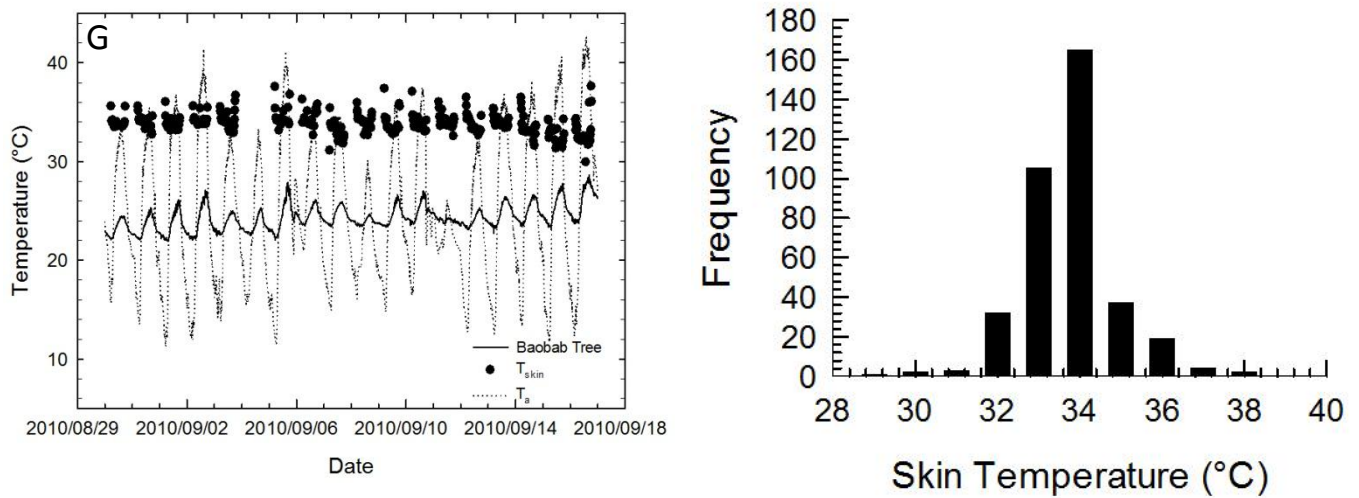 G
Temperature (°C)
40
30
20
10
Baobab Tree
T skin
T a
2010/08/29 2010/09/02 2010/09/06 2010/09/10 2010/09/14 2010/09/18
Date
Frequency
180
160
140
120
100
80
60
40
20
0
28 30 32 34 36 38 40
Skin Temperature (°C)